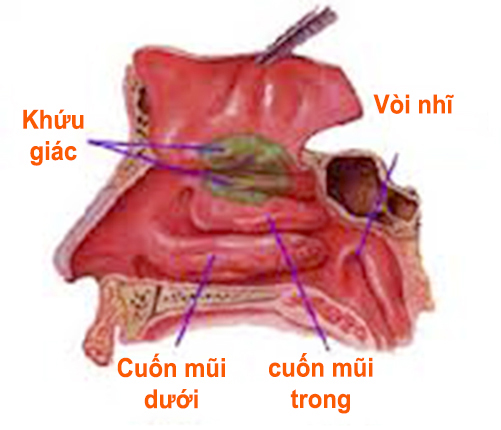 Vòi nhĩ
Khứu
giác
Cuốn mũi
dưới
cuốn mũi
trong